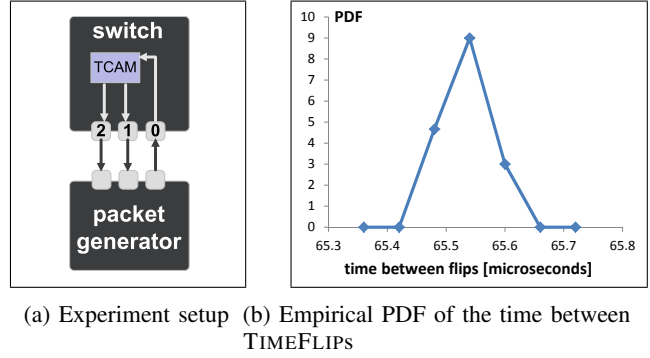 switch
TCAM
2 1 0
packet
generator
PDF
10
9
8
7
6
5
4
3
2
1
0
65.3 65.4 65.5 65.6 65.7 65.8
time between flips [microseconds]
(a) Experiment setup (b) Empirical PDF of the time between
TIMEFLIPS